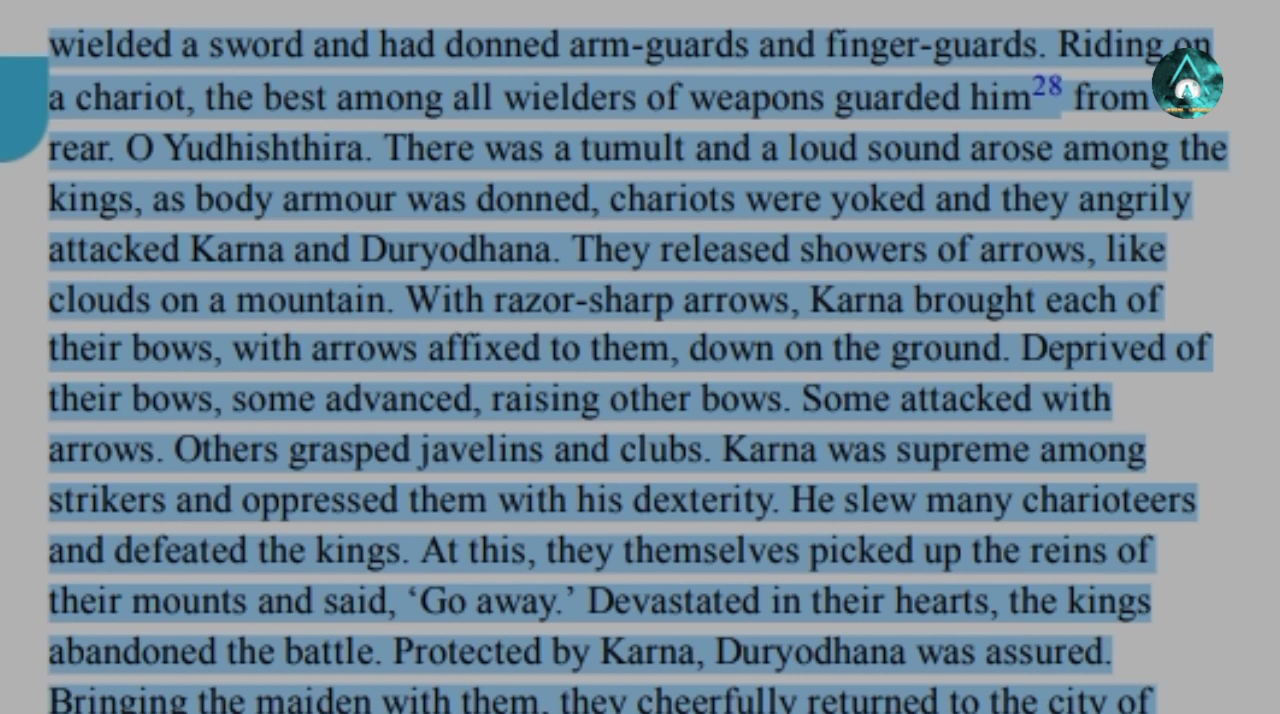 wielded a sword and had donned arm-guards and finger-guards. Riding on
a chariot, the best among all wielders of weapons guarded him28 from
rear. O Yudhishthira. There was a tumult and a loud sound arose among the
kings, as body armour was donned, chariots were yoked and they angrily
attacked Karna and Duryodhana. They released showers of arrows, like
clouds on a mountain. With razor-sharp arrows, Karna brought each of
their bows, with arrows affixed to them, down on the ground. Deprived of
their bows, some advanced, raising other bows. Some attacked with
arrows. Others grasped javelins and clubs. Karna was supreme among
strikers and oppressed them with his dexterity. He slew many charioteers
and defeated the kings. At this, they themselves picked up the reins of
their mounts and said, ‘Go away.’ Devastated in their hearts, the kings
abandoned the battle. Protected by Karna, Duryodhana was assured.
Bringing the maiden with them, they cheerfully returned to the city of